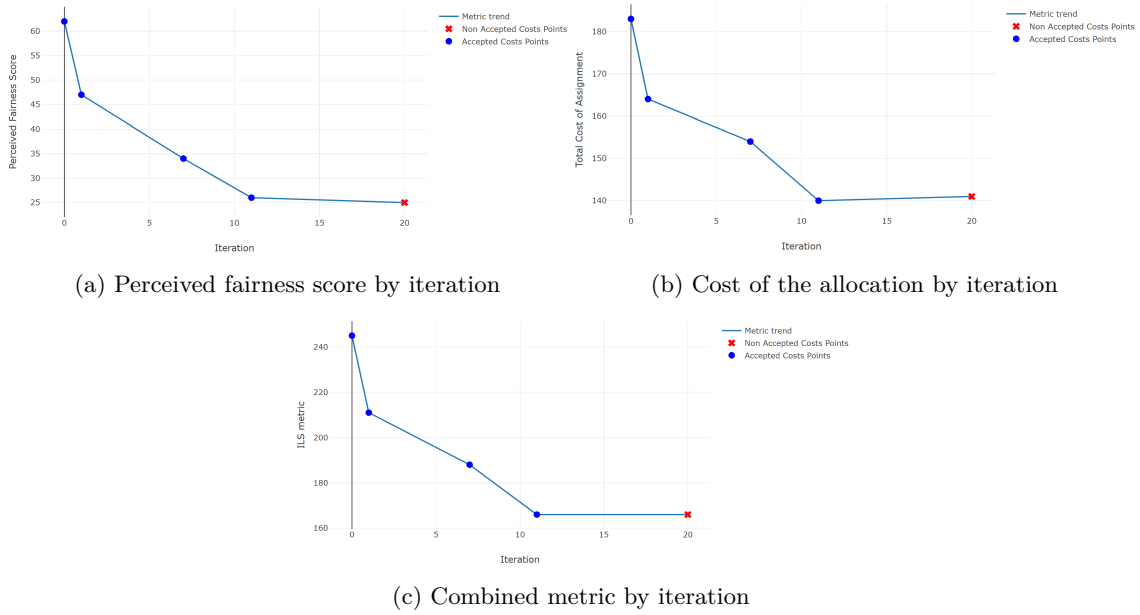 Perceived Fairness Score
60
55
50
45
40
35
30
25
0
5
10
15
20
Iteration
Metric trend
Non Accepted Costs Points
Accepted Costs Points
(a) Perceived fairness score by iteration
Total Cost of Assignment
180
170
160
150
140
0
5
10
15
20
Iteration
Metric trend
Non Accepted Costs Points
Accepted Costs Points
(b) Cost of the allocation by iteration
ILS metric
240
220
200
180
160
0
5
10
15
20
Iteration
Metric trend
Non Accepted Costs Points
Accepted Costs Points
(c) Combined metric by iteration